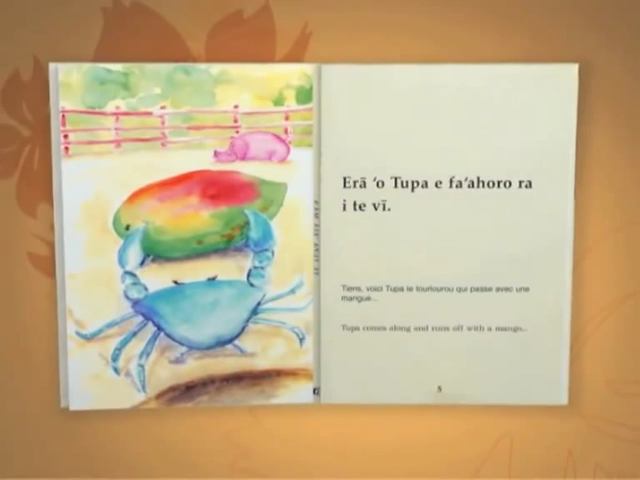 Erā ‘o Tupa e fa‘ahoro ra
i te vī.
Tiens, voici Tupa le tourlourou qui passe avec une
mangue...
Tupa comes along and runs off with a mango...
5